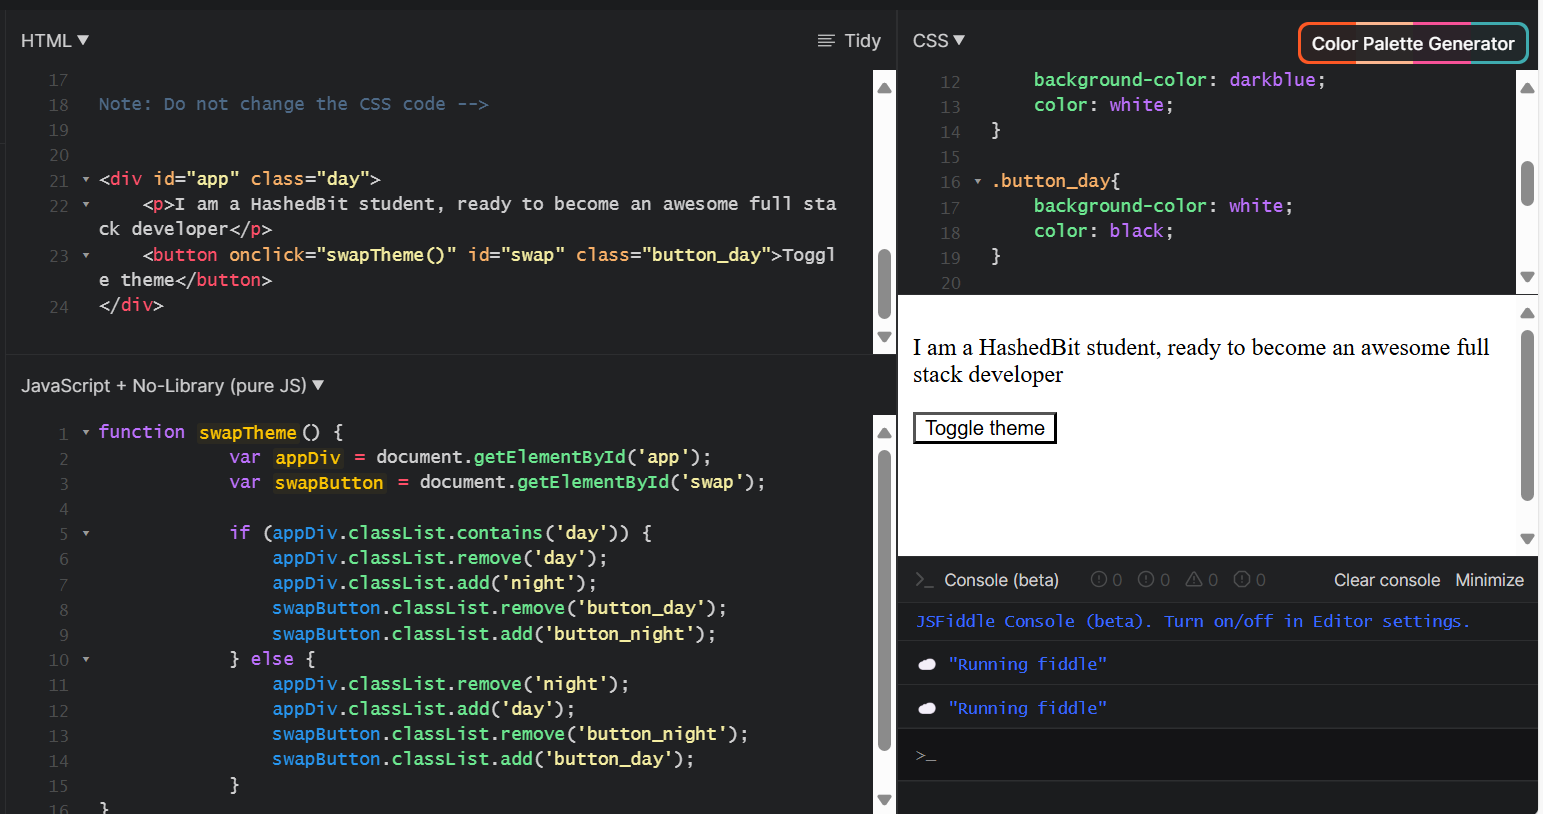 HTML ▼
Tidy
17
18 Note: Do not change the CSS code -->
19
20
21 <div id="app" class="day">
22 <p>I am a HashedBit student, ready to become an awesome full sta
ck developer</p>
23 <button onclick="swapTheme()" id="swap" class="button_day">Toggl
e theme</button>
24 </div>
JavaScript + No-Library (pure JS) ▼
1 function swapTheme() {
2 var appDiv = document.getElementById('app');
3 var swapButton = document.getElementById('swap');
4
5 if (appDiv.classList.contains('day')) {
6 appDiv.classList.remove('day');
7 appDiv.classList.add('night');
8 swapButton.classList.remove('button_day');
9 swapButton.classList.add('button_night');
10 } else {
11 appDiv.classList.remove('night');
12 appDiv.classList.add('day');
13 swapButton.classList.remove('button_night');
14 swapButton.classList.add('button_day');
15 }
16 }
CSS ▼
Color Palette Generator
12 background-color: darkblue;
13 color: white;
14 }
15
16 .button_day{
17 background-color: white;
18 color: black;
19 }
20
I am a HashedBit student, ready to become an awesome full
stack developer
Toggle theme
>_ Console (beta) 0 0 0 0 Clear console Minimize
JSFiddle Console (beta). Turn on/off in Editor settings.
"Running fiddle"
"Running fiddle"
>_